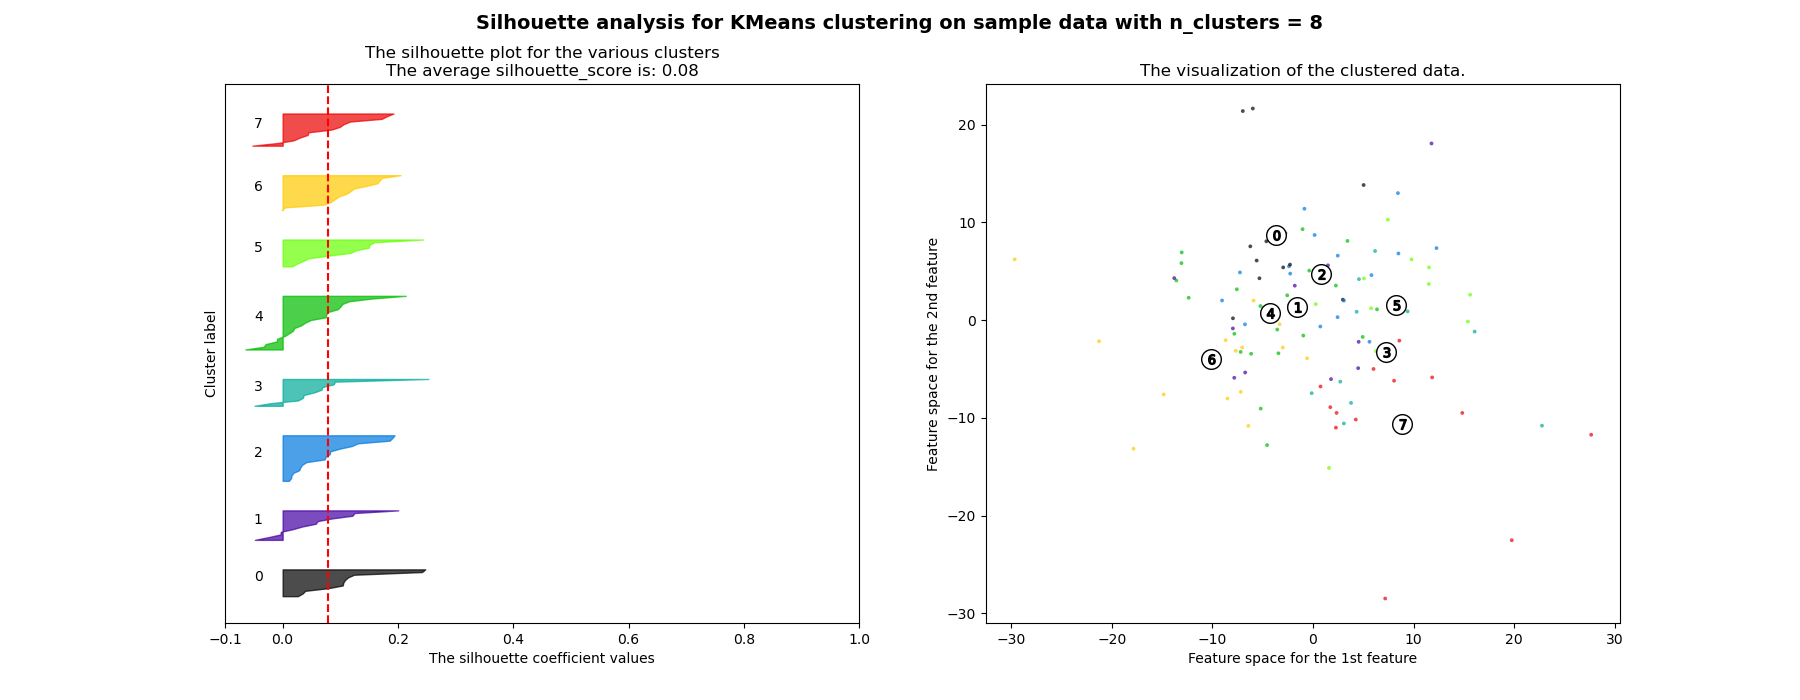 Silhouette analysis for KMeans clustering on sample data with n_clusters = 8
The silhouette plot for the various clusters
The average silhouette_score is: 0.08
7
6
5
4
3
2
1
0
Cluster label
−0.1 0.0 0.2 0.4 0.6 0.8 1.0
The silhouette coefficient values
The visualization of the clustered data.
20
10
0
−10
−20
−30
Feature space for the 2nd feature
0
2
5
1
4
3
6
7
−30 −20 −10 0 10 20 30
Feature space for the 1st feature